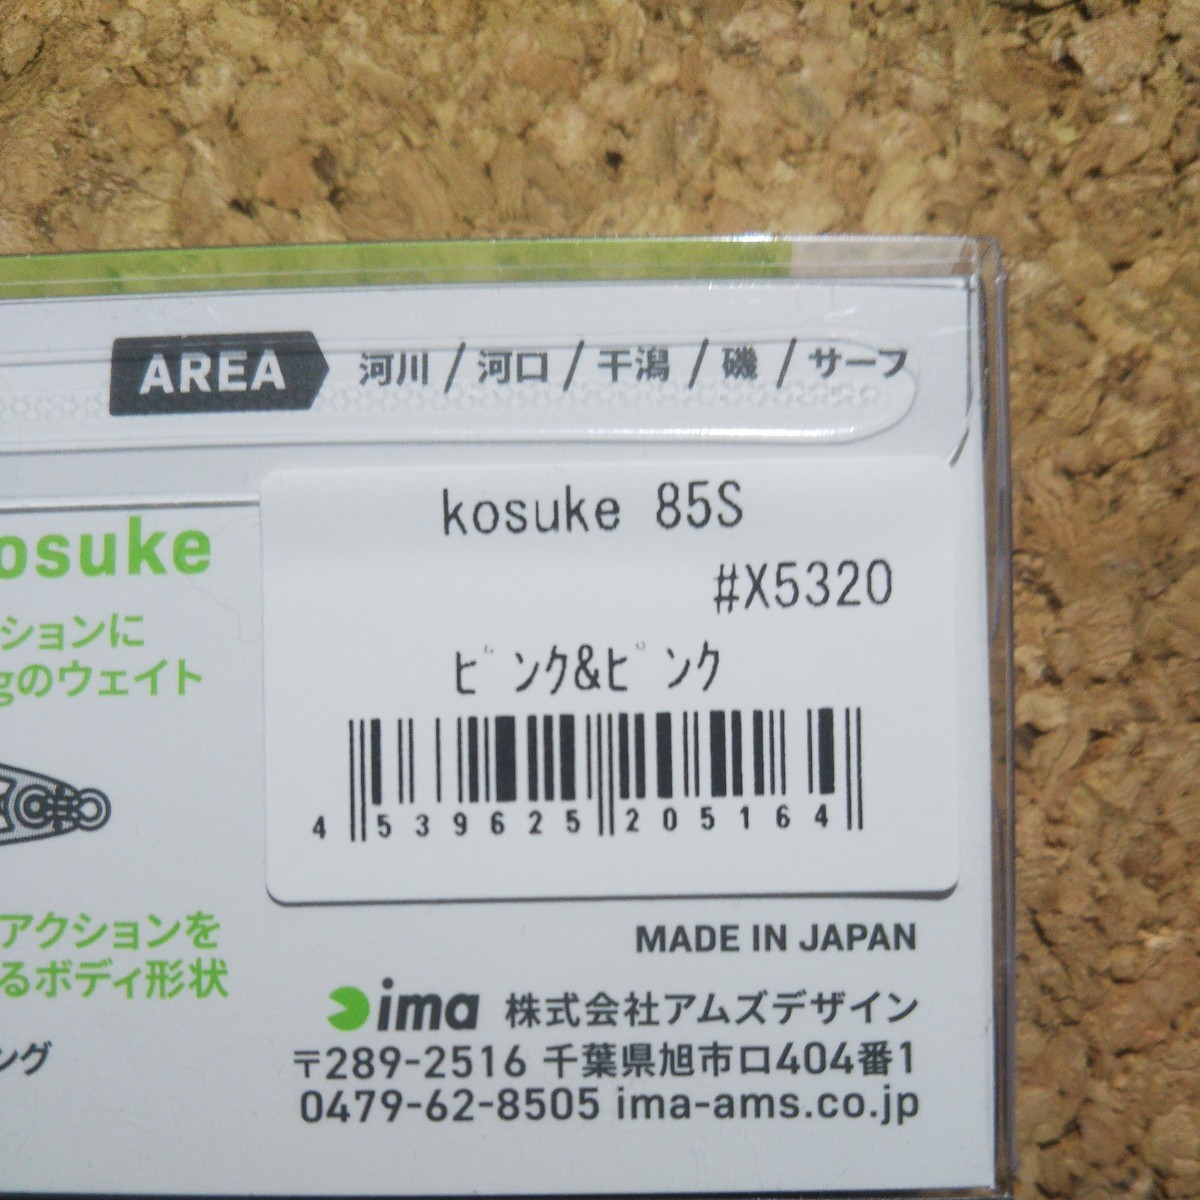 AREA 河川 / 河口 / 干潟 / 磯 / サーフ
kosuke 85S
#X5320
ﾋﾟﾝｸ&ﾋﾟﾝｸ
4 539625 205164
osuke
ションに
gのウェイト
アクションを
るボディ形状
ング
MADE IN JAPAN
ima 株式会社アムズデザイン
〒289-2516 千葉県旭市ロ404番1
0479-62-8505 ima-ams.co.jp